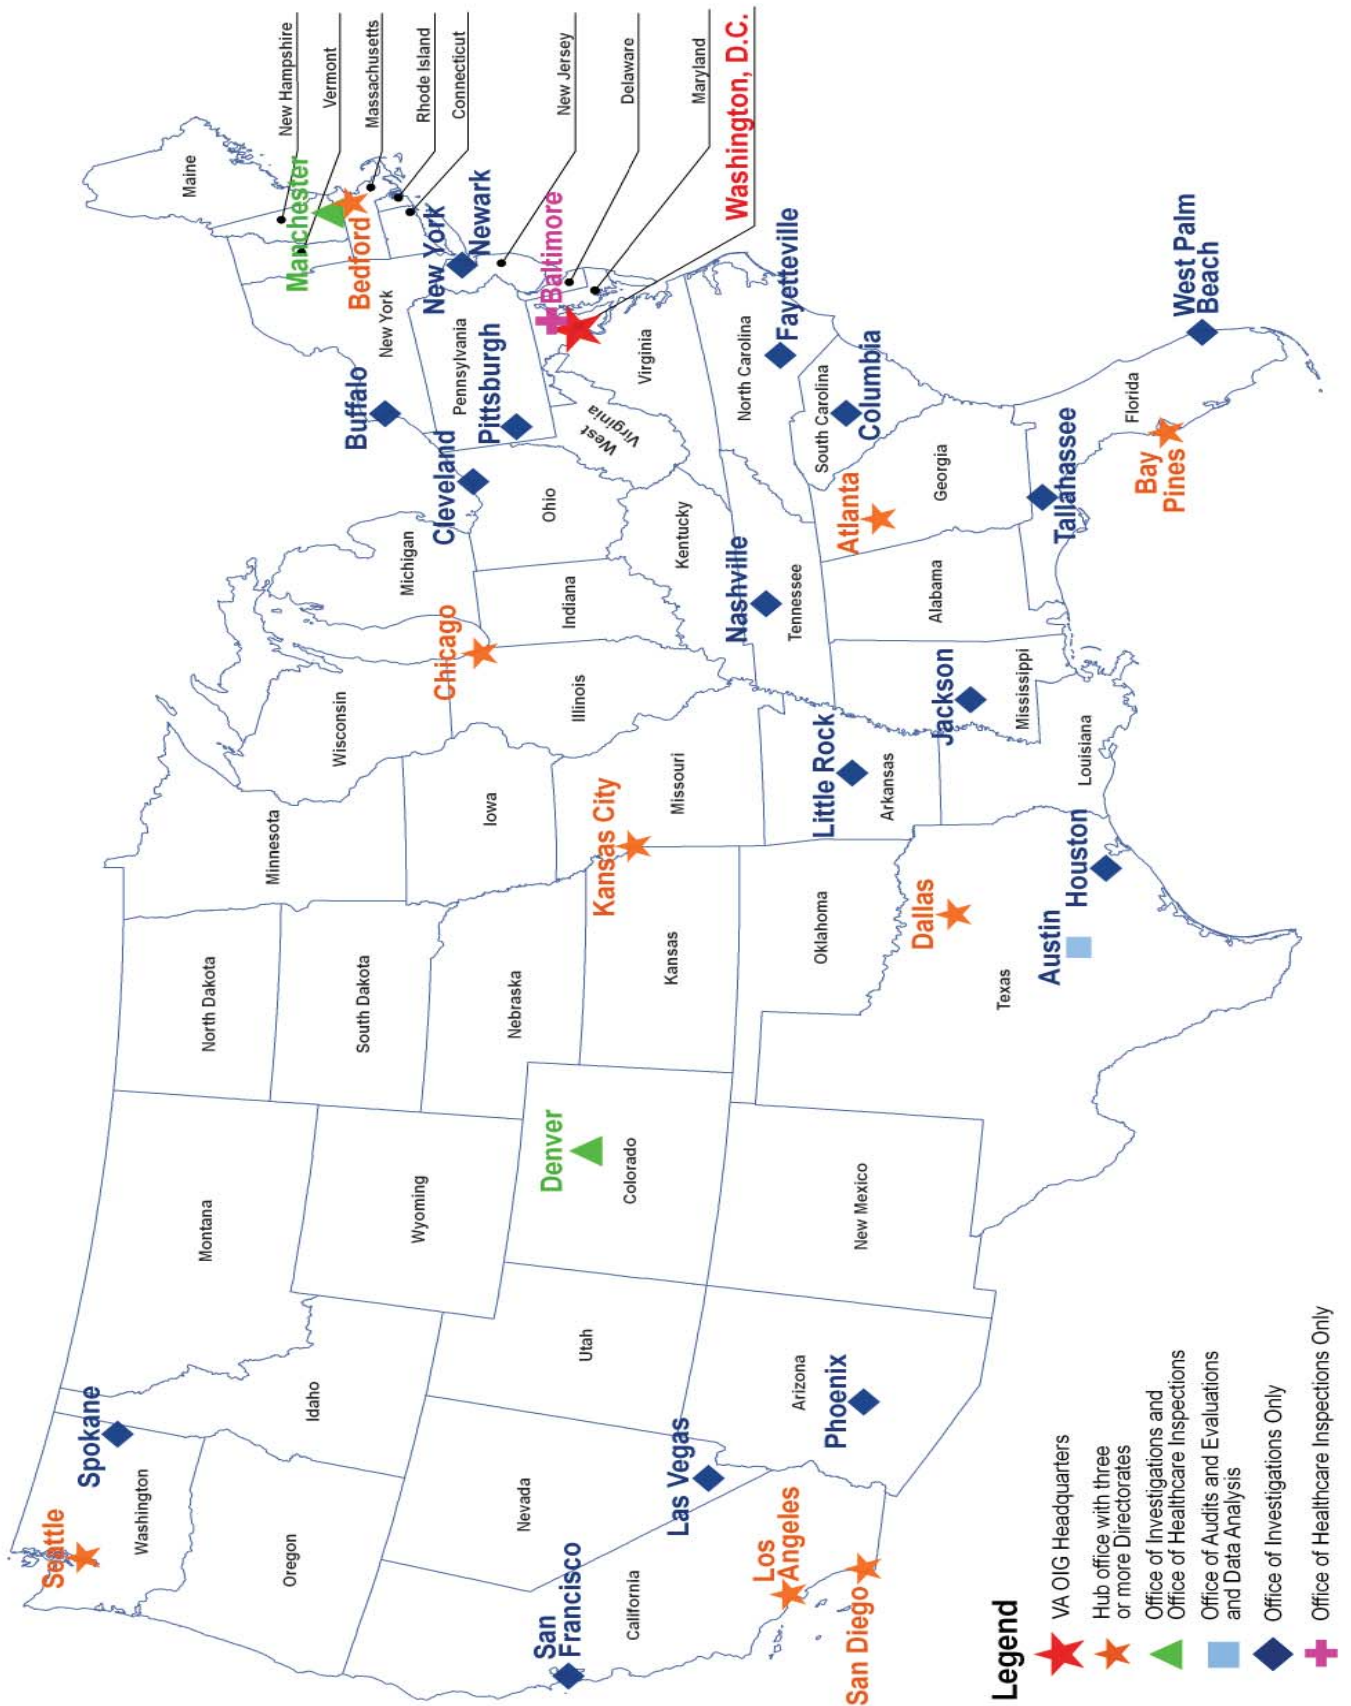 New Hampshire
Vermont
Massachusetts
Rhode Island
Connecticut
New Jersey
Delaware
Maryland
Washington, D.C.
Maine
Manchester
Bedford
New York
Newark
Baltimore
New York
Buffalo
Pennsylvania
Pittsburgh
Cleveland
Virginia
West
Virginia
North Carolina
Fayetteville
South Carolina
Columbia
West Palm
Beach
Florida
Bay
Pines
Tallahassee
Georgia
Atlanta
Ohio
Kentucky
Michigan
Indiana
Nashville
Tennessee
Alabama
Chicago
Illinois
Wisconsin
Jackson
Mississippi
Louisiana
Little Rock
Arkansas
Missouri
Kansas City
Iowa
Minnesota
Houston
Dallas
Austin
Texas
Oklahoma
Kansas
Nebraska
South Dakota
North Dakota
Denver
Colorado
Wyoming
Montana
New Mexico
Utah
Arizona
Phoenix
Idaho
Spokane
Washington
Seattle
Oregon
Nevada
Las Vegas
California
San
Francisco
Los
Angeles
San Diego
Legend
VA OIG Headquarters
Hub office with three
or more Directorates
Office of Investigations and
Office of Healthcare Inspections
Office of Audits and Evaluations
and Data Analysis
Office of Investigations Only
Office of Healthcare Inspections Only